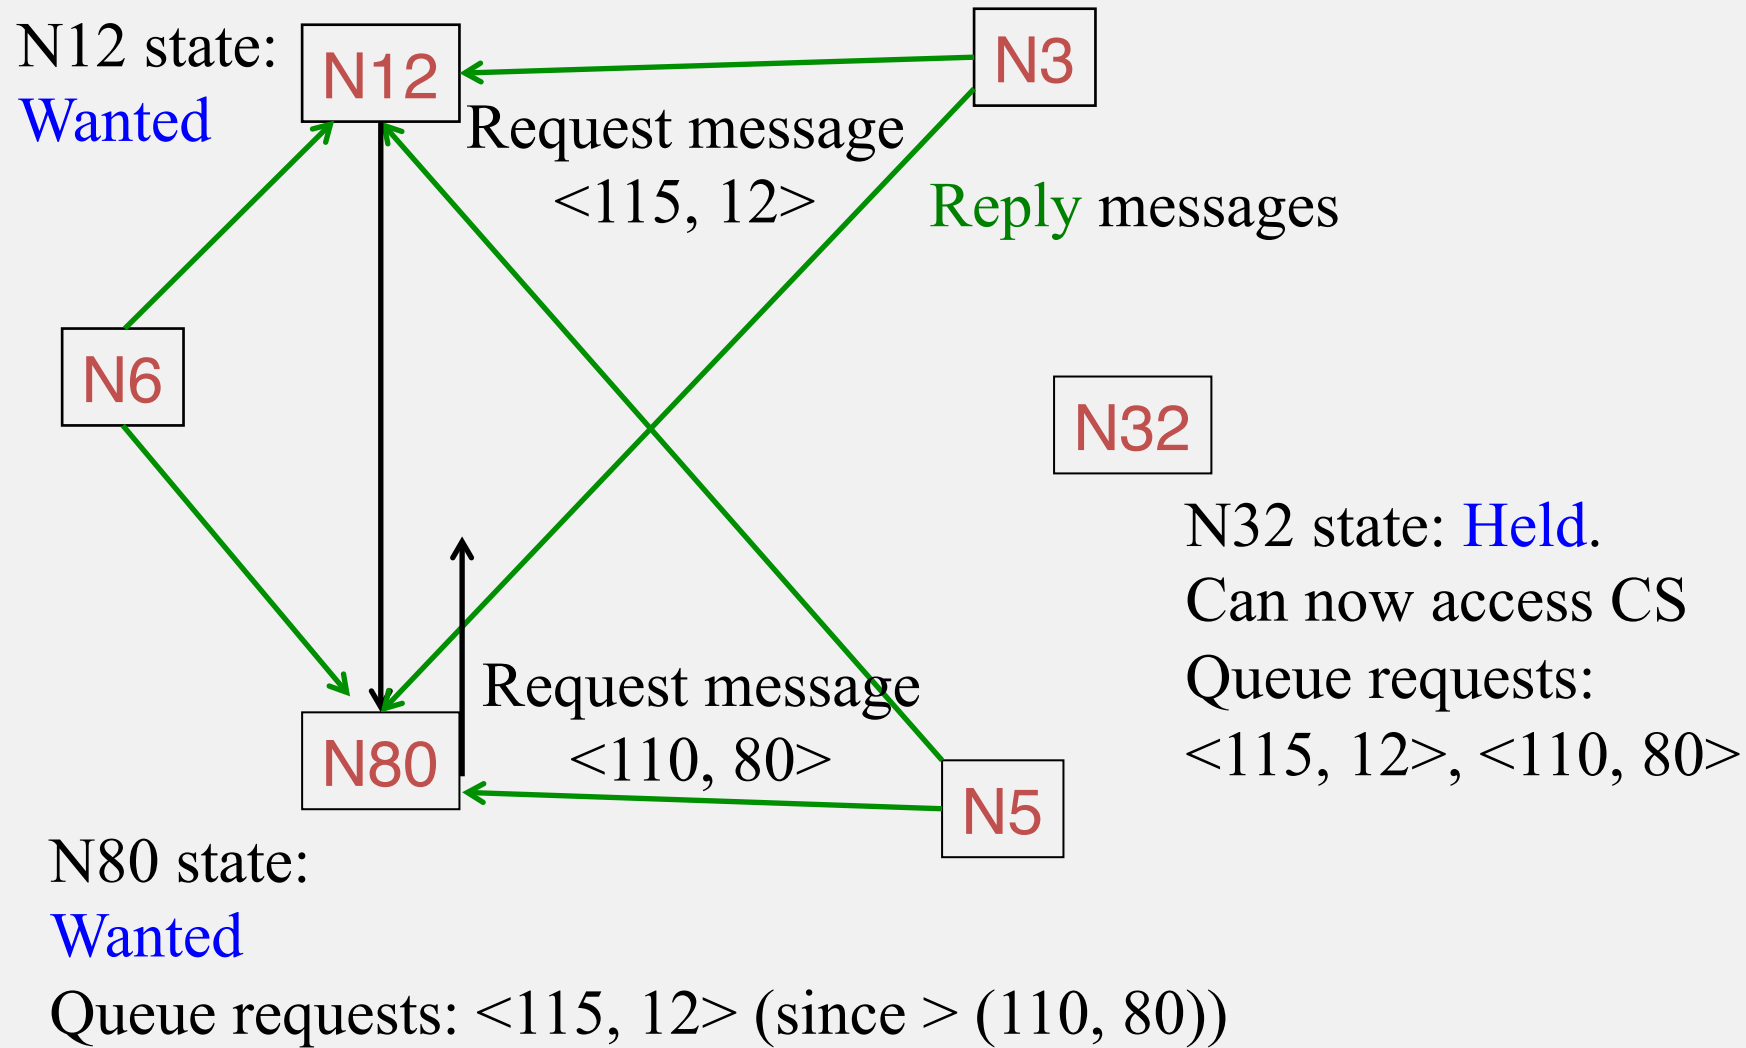 N12 state:
Wanted
N12
N3
Request message
<115, 12>
Reply messages
N6
N32
N32 state: Held.
Can now access CS
Queue requests:
<115, 12>, <110, 80>
Request message
<110, 80>
N80
N5
N80 state:
Wanted
Queue requests: <115, 12> (since > (110, 80))